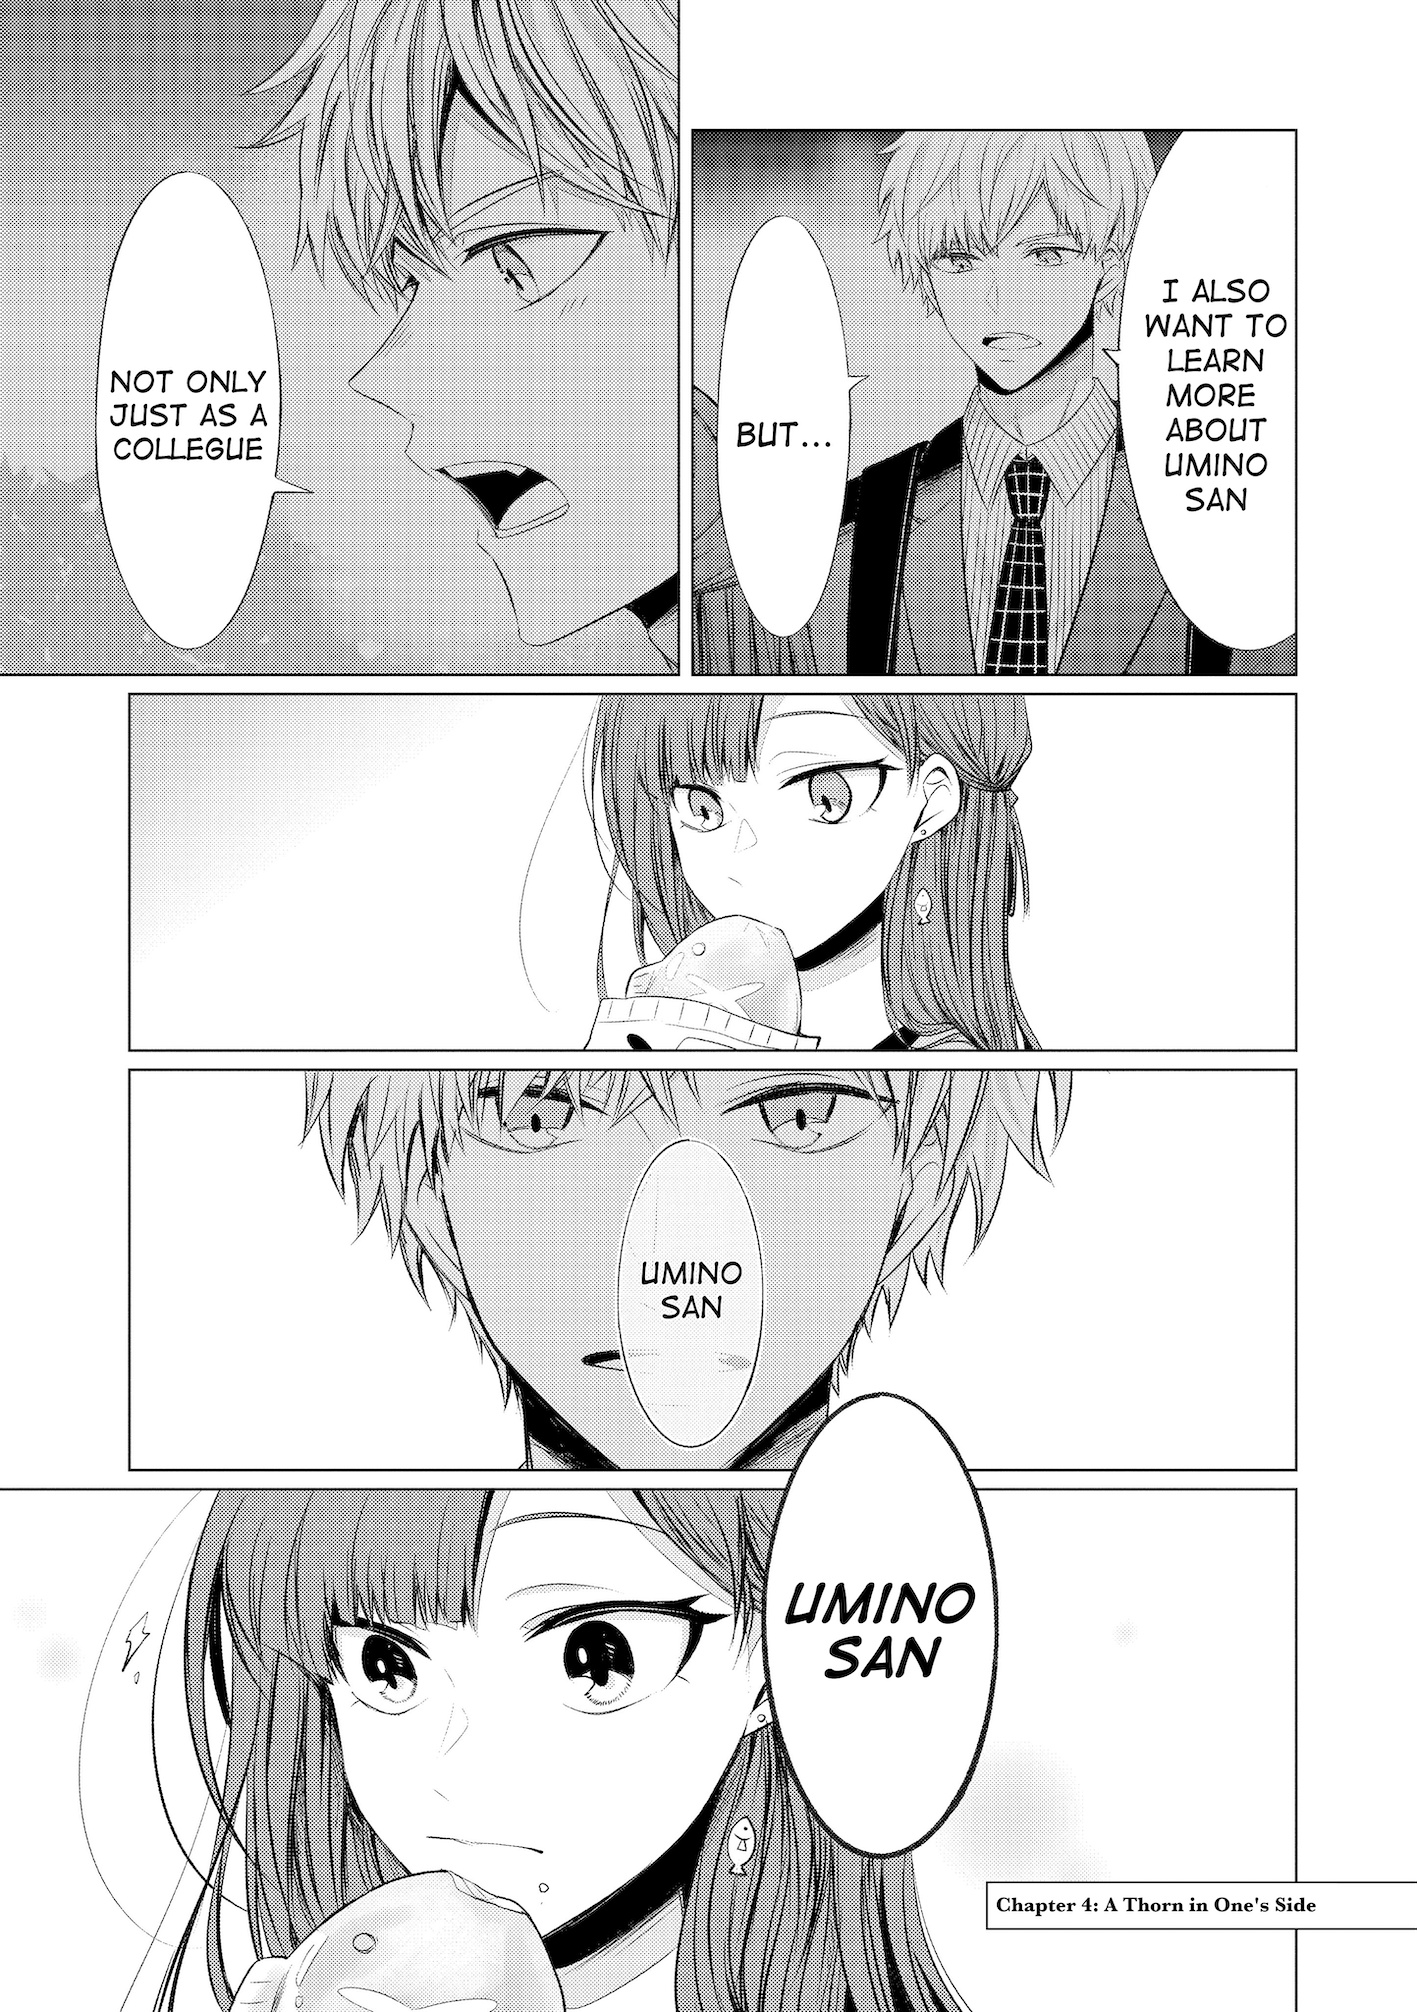 I ALSO
WANT TO
LEARN
MORE
ABOUT
UMINO
SAN
BUT...
NOT ONLY
JUST AS A
COLLEGUE
UMINO
SAN
UMINO
SAN
Chapter 4: A Thorn in One's Side